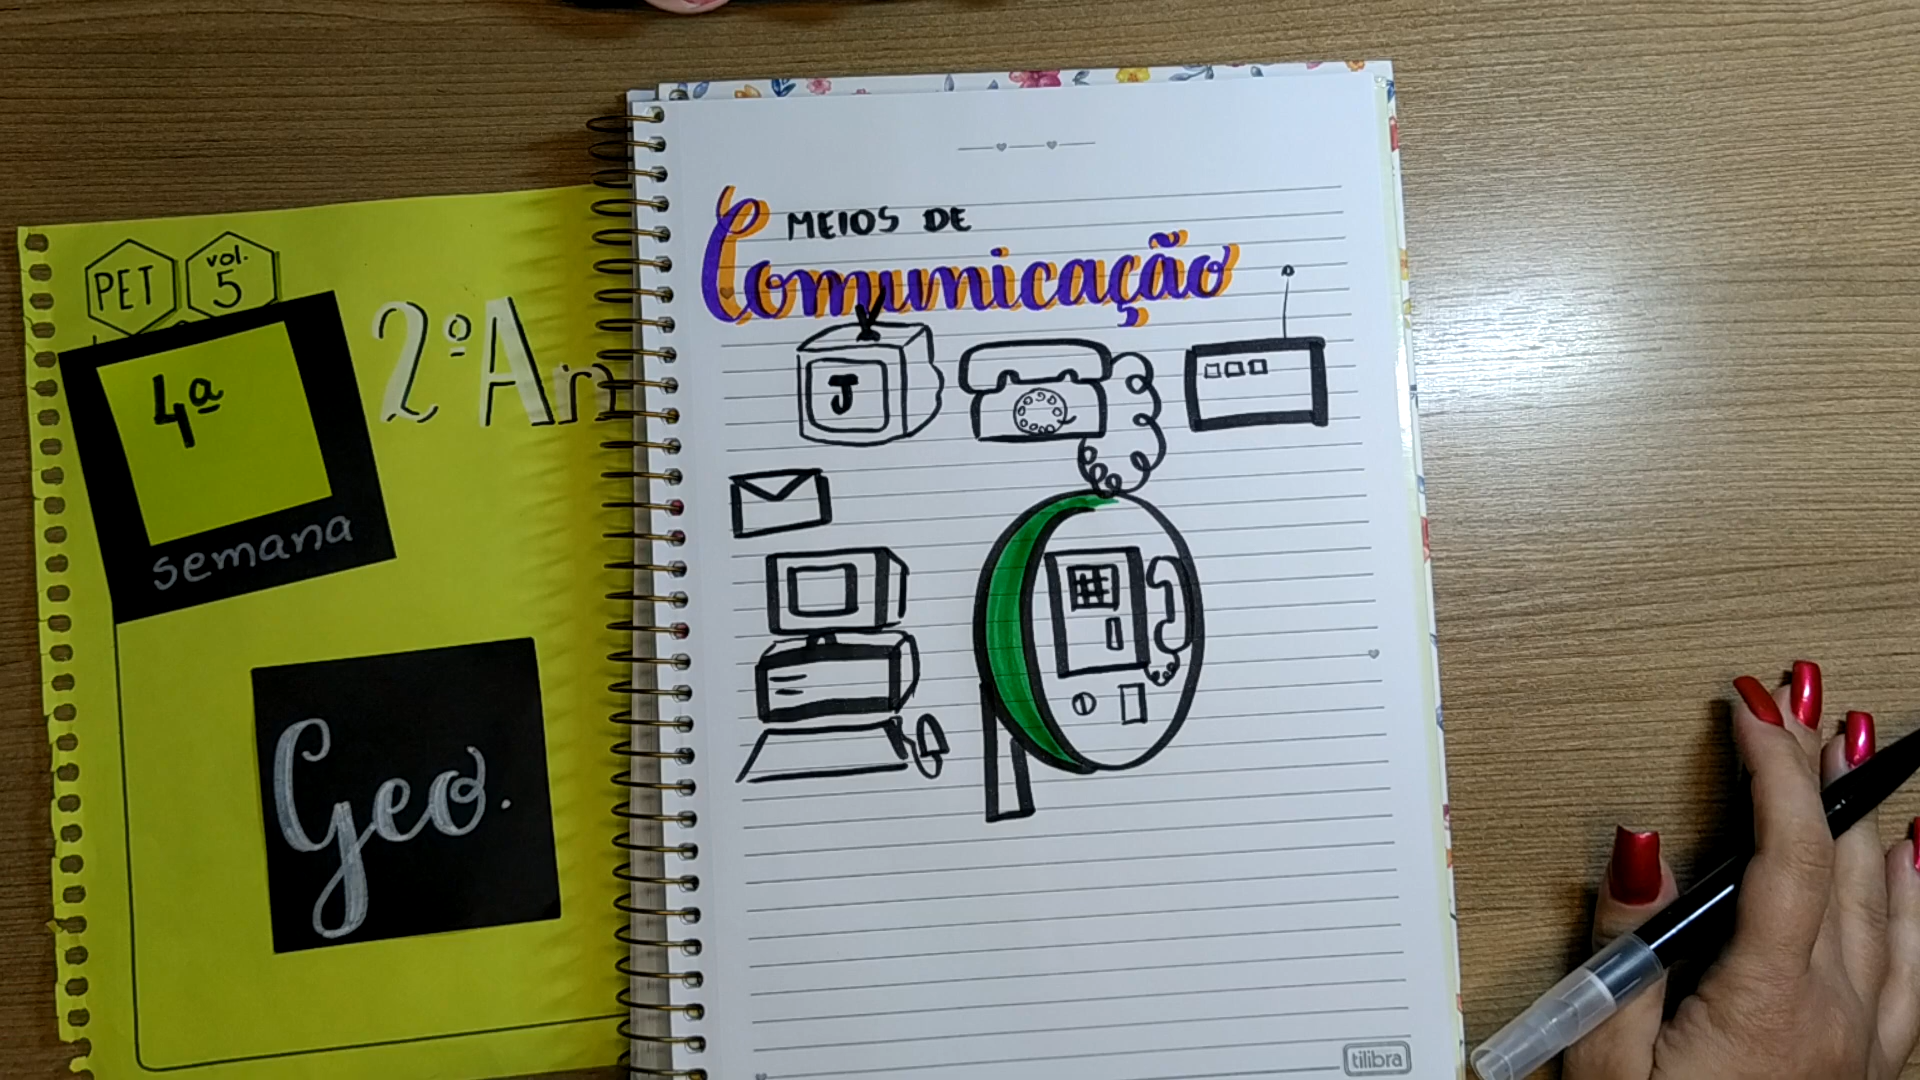 PET
vol.
5
2º An
4ª
semana
Geo.
MEIOS DE
Comunicação
J
tilibra